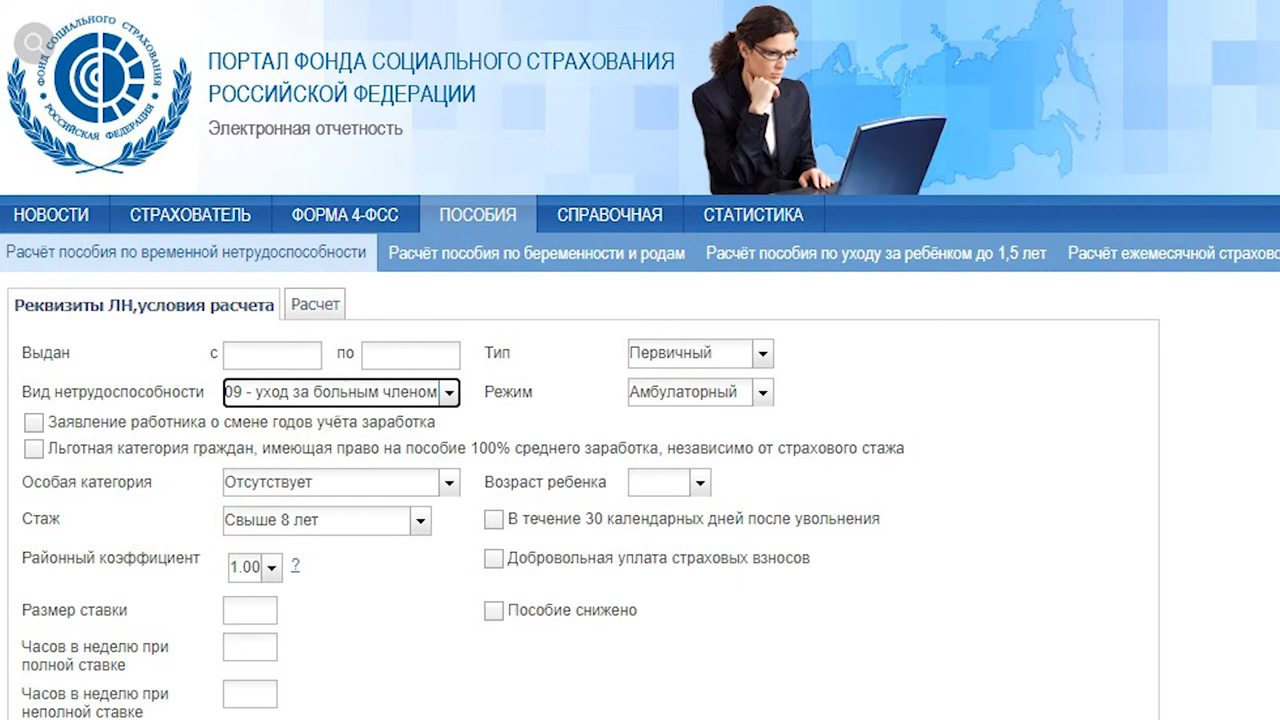 ФОНД СОЦИАЛЬНОГО СТРАХОВАНИЯ
РОССИЙСКАЯ ФЕДЕРАЦИЯ
ПОРТАЛ ФОНДА СОЦИАЛЬНОГО СТРАХОВАНИЯ
РОССИЙСКОЙ ФЕДЕРАЦИИ
Электронная отчетность
НОВОСТИ СТРАХОВАТЕЛЬ ФОРМА 4-ФСС ПОСОБИЯ СПРАВОЧНАЯ СТАТИСТИКА
Расчёт пособия по временной нетрудоспособности Расчёт пособия по беременности и родам Расчёт пособия по уходу за ребёнком до 1,5 лет Расчёт ежемесячной страхово
Реквизиты ЛН,условия расчета Расчет
Выдан с по Тип Первичный
Вид нетрудоспособности 09 - уход за больным членом Режим Амбулаторный
Заявление работника о смене годов учёта заработка
Льготная категория граждан, имеющая право на пособие 100% среднего заработка, независимо от страхового стажа
Особая категория Отсутствует Возраст ребенка
Стаж Свыше 8 лет В течение 30 календарных дней после увольнения
Районный коэффициент 1.00 ? Добровольная уплата страховых взносов
Размер ставки Пособие снижено
Часов в неделю при
полной ставке
Часов в неделю при
неполной ставке